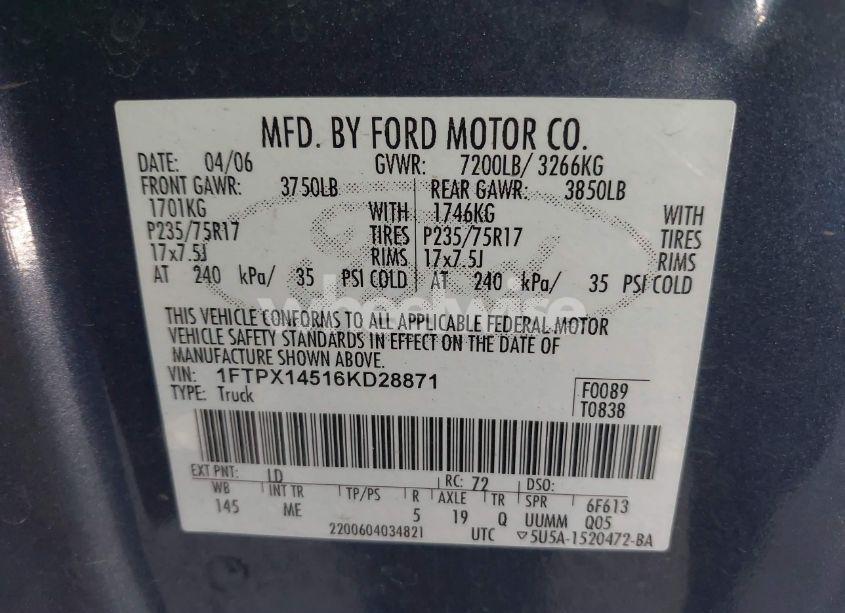 MFD. BY FORD MOTOR CO.
DATE: 04/06 GVWR: 7200LB/ 3266KG
FRONT GAWR: 3750LB REAR GAWR: 3850LB
1701KG WITH 1746KG WITH
P235/75R17 TIRES P235/75R17 TIRES
17x7.5J RIMS 17x7.5J RIMS
AT 240 kPa/ 35 PSI COLD AT 240 kPa/ 35 PSI COLD
wheelwise
THIS VEHICLE CONFORMS TO ALL APPLICABLE FEDERAL MOTOR
VEHICLE SAFETY STANDARDS IN EFFECT ON THE DATE OF
MANUFACTURE SHOWN ABOVE.
VIN: 1FTPX14516KD28871
TYPE: Truck
F0089
T0838
EXT PNT: LD RC: 72 DSO:
WB INT TR TP/PS R AXLE TR SPR 6F613
145 ME 5 19 Q UUMM Q05
2200604034821 UTC ▽5U5A-1520472-BA